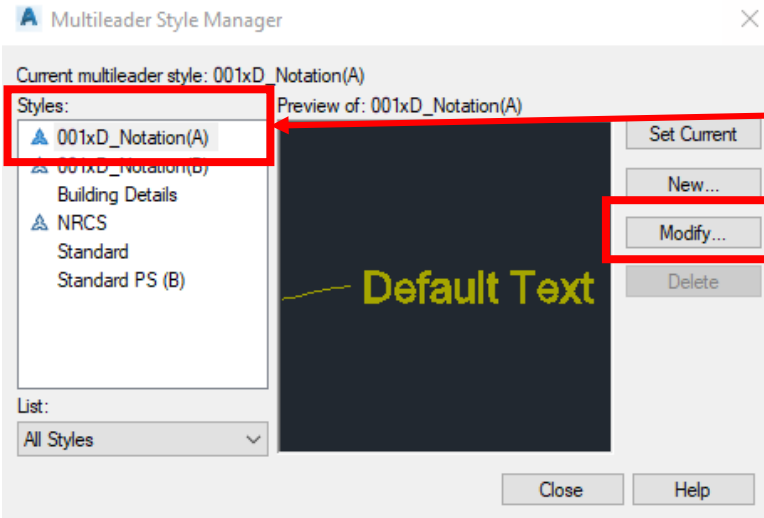 Multileader Style Manager
Current multileader style: 001xD_Notation(A)
Styles:
Preview of: 001xD_Notation(A)
001xD_Notation(A)
001xD_Notation(B)
Building Details
NRCS
Standard
Standard PS (B)
Default Text
Set Current
New...
Modify...
Delete
List:
All Styles
Close
Help